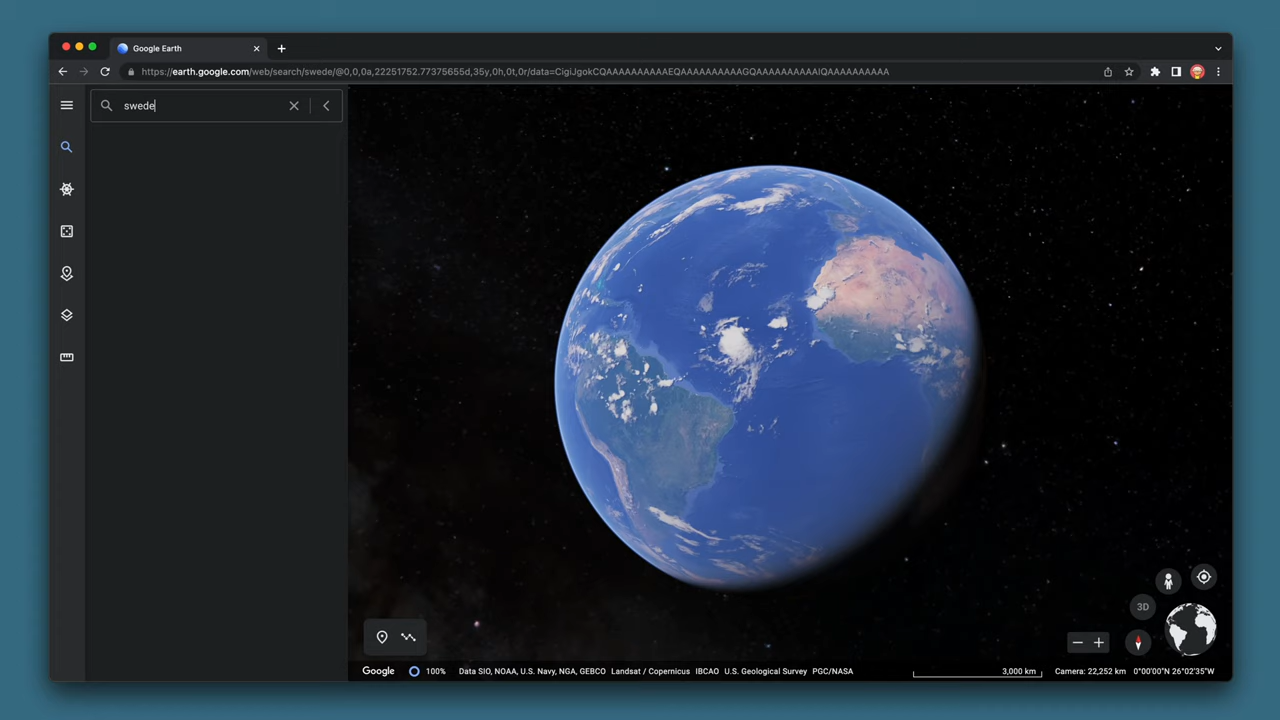 Google Earth
https://earth.google.com/web/search/swede/@0,0,0a,22251752.77375655d,35y,0h,0t,0r/data=CigiJgokCQAAAAAAAAAAEQAAAAAAAAAAGQAAAAAAAAAAIQAAAAAAAAAA
swede
3D
Google 100% Data SIO, NOAA, U.S. Navy, NGA, GEBCO Landsat / Copernicus IBCAO U.S. Geological Survey PGC/NASA 3,000 km Camera: 22,252 km 0°00'00"N 26°02'35"W